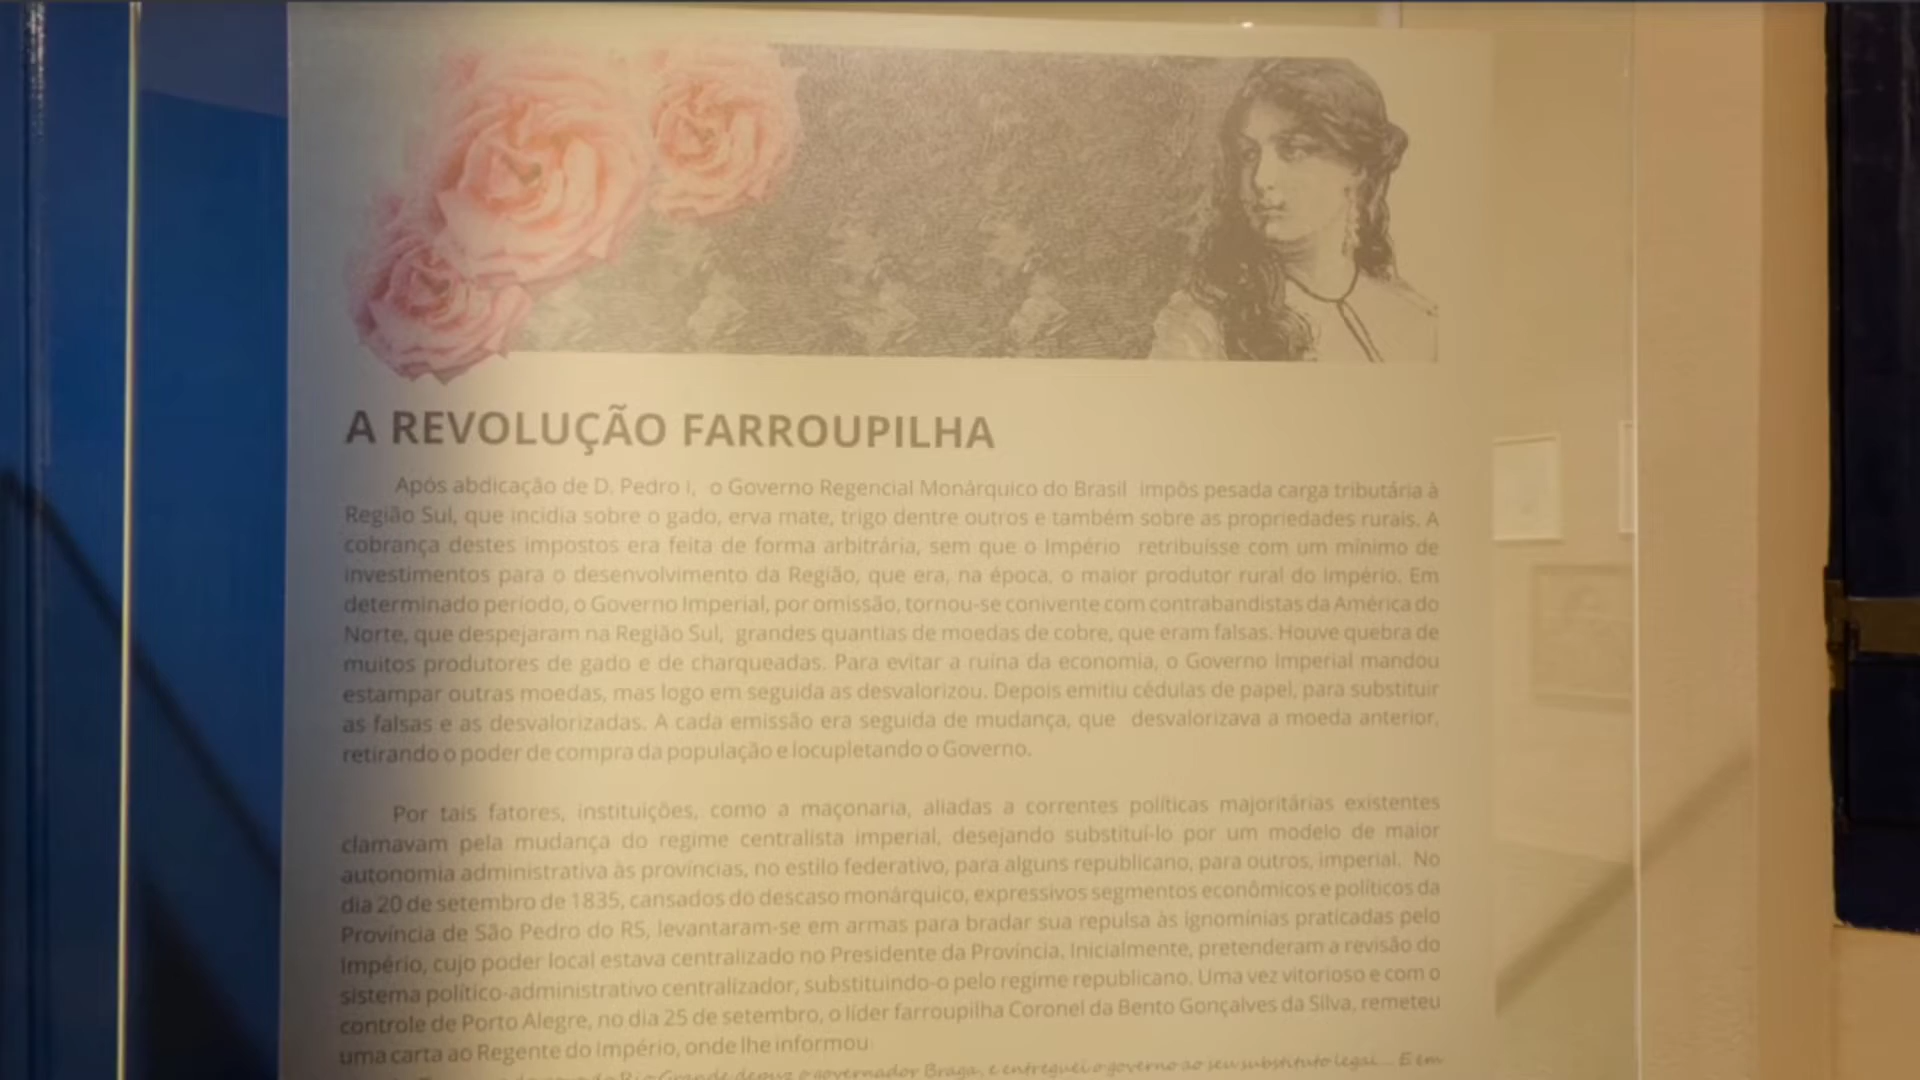 A REVOLUÇÃO FARROUPILHA
Após abdicação de D. Pedro I, o Governo Regencial Monárquico do Brasil impôs pesada carga tributária à
Região Sul, que incidia sobre o gado, erva mate, trigo dentre outros e também sobre as propriedades rurais. A
cobrança destes impostos era feita de forma arbitrária, sem que o Império retribuísse com um mínimo de
investimentos para o desenvolvimento da Região, que era, na época, o maior produtor rural do Império. Em
determinado período, o Governo Imperial, por omissão, tornou-se conivente com contrabandistas da América do
Norte, que despejaram na Região Sul, grandes quantias de moedas de cobre, que eram falsas. Houve quebra de
muitos produtores de gado e de charqueadas. Para evitar a ruína da economia, o Governo Imperial mandou
estampar outras moedas, mas logo em seguida as desvalorizou. Depois emitiu cédulas de papel, para substituir
as falsas e as desvalorizadas. A cada emissão era seguida de mudança, que desvalorizava a moeda anterior,
retirando o poder de compra da população e locupletando o Governo.
Por tais fatores, instituições, como a maçonaria, aliadas a correntes políticas majoritárias existentes
clamavam pela mudança do regime centralista imperial, desejando substituí-lo por um modelo de maior
autonomia administrativa às províncias, no estilo federativo, para alguns republicano, para outros, imperial. No
dia 20 de setembro de 1835, cansados do descaso monárquico, expressivos segmentos econômicos e políticos da
Província de São Pedro do RS, levantaram-se em armas para bradar sua repulsa às ignomínias praticadas pelo
Império, cujo poder local estava centralizado no Presidente da Província. Inicialmente, pretenderam a revisão do
sistema político-administrativo centralizador, substituindo-o pelo regime republicano. Uma vez vitorioso e com o
controle de Porto Alegre, no dia 25 de setembro, o líder farroupilha Coronel da Bento Gonçalves da Silva, remeteu
uma carta ao Regente do Império, onde lhe informou
Rio Grande depuz o governador Braga, e entreguei o governo ao seu substituto legal... E em